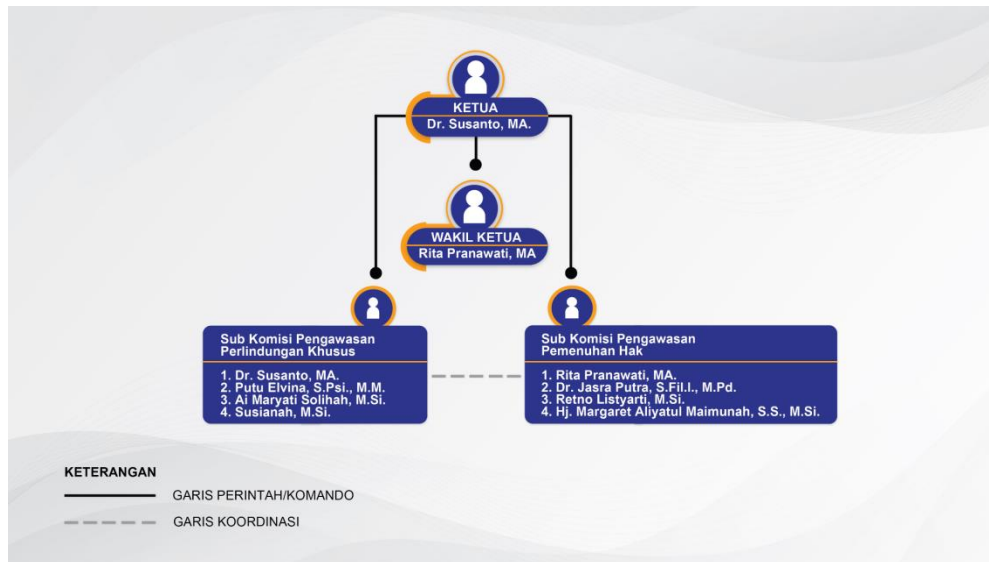 KETUA
Dr. Susanto, MA.
WAKIL KETUA
Rita Pranawati, MA
Sub Komisi Pengawasan
Perlindungan Khusus
1. Dr. Susanto, MA.
2. Putu Elvina, S.Psi., M.M.
3. Ai Maryati Solihah, M.Si.
4. Susianah, M.Si.
Sub Komisi Pengawasan
Pemenuhan Hak
1. Rita Pranawati, MA.
2. Dr. Jasra Putra, S.Fil.I., M.Pd.
3. Retno Listyarti, M.Si.
4. Hj. Margaret Aliyatul Maimunah, S.S., M.Si.
KETERANGAN
GARIS PERINTAH/KOMANDO
GARIS KOORDINASI